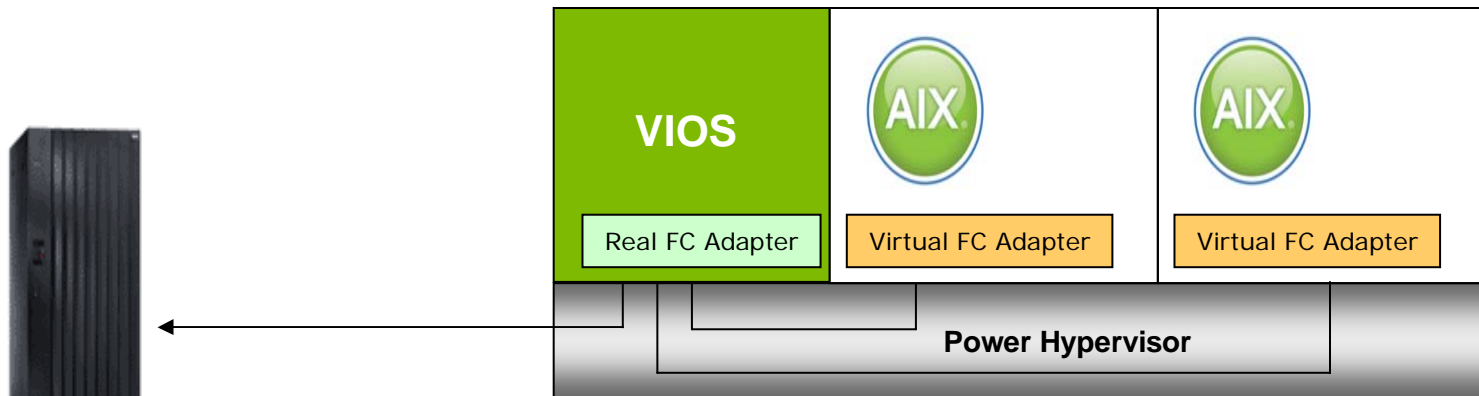 VIOS
AIX
AIX
Real FC Adapter
Virtual FC Adapter
Virtual FC Adapter
Power Hypervisor